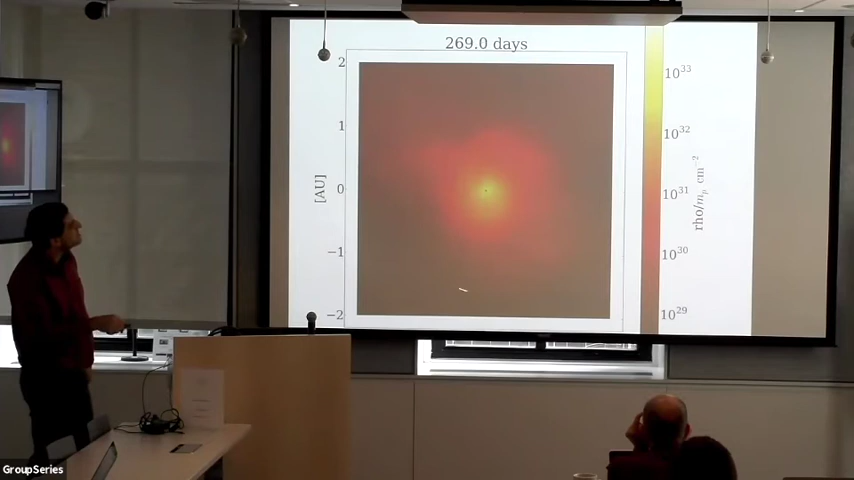 269.0 days
2
1
0
−1
−2
[AU]
10^33
10^32
10^31
10^30
10^29
rho/m_p cm^−2
GroupSeries